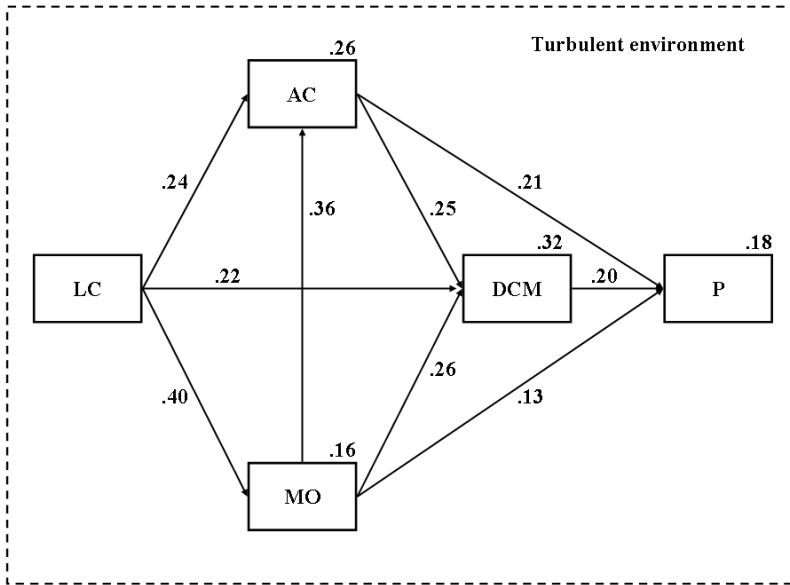 .26
Turbulent environment
AC
.24
.36
.21
.25
.32
.18
LC
.22
DCM
.20
P
.40
.26
.13
.16
MO